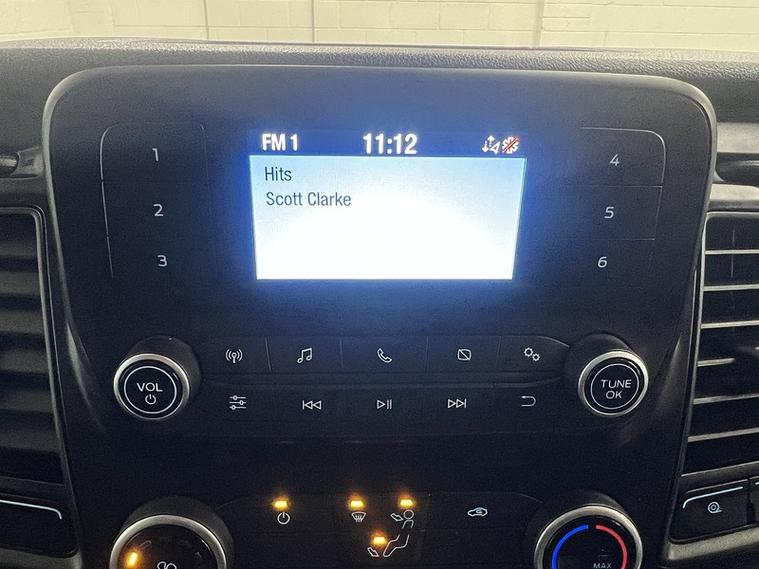 FM 1 11:12
Hits
Scott Clarke
1
2
3
4
5
6
VOL
TUNE
OK
MAX